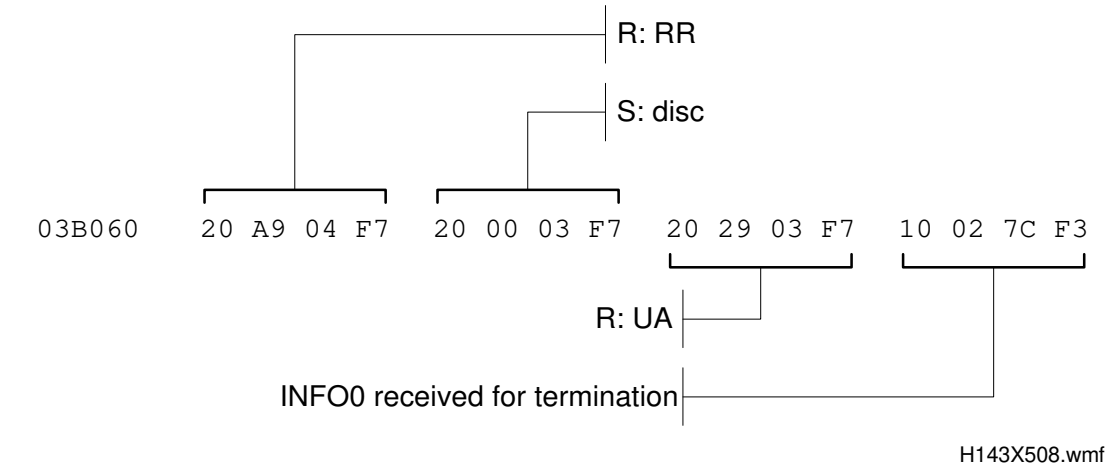 R: RR
S: disc
03B060 20 A9 04 F7 20 00 03 F7 20 29 03 F7 10 02 7C F3
R: UA
INFO0 received for termination
H143X508.wmf